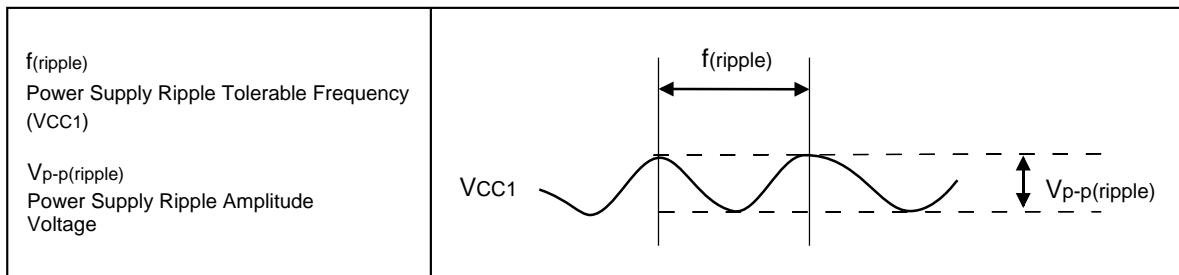 f(ripple)
Power Supply Ripple Tolerable Frequency
(VCC1)
Vp-p(ripple)
Power Supply Ripple Amplitude
Voltage
f(ripple)
VCC1
Vp-p(ripple)